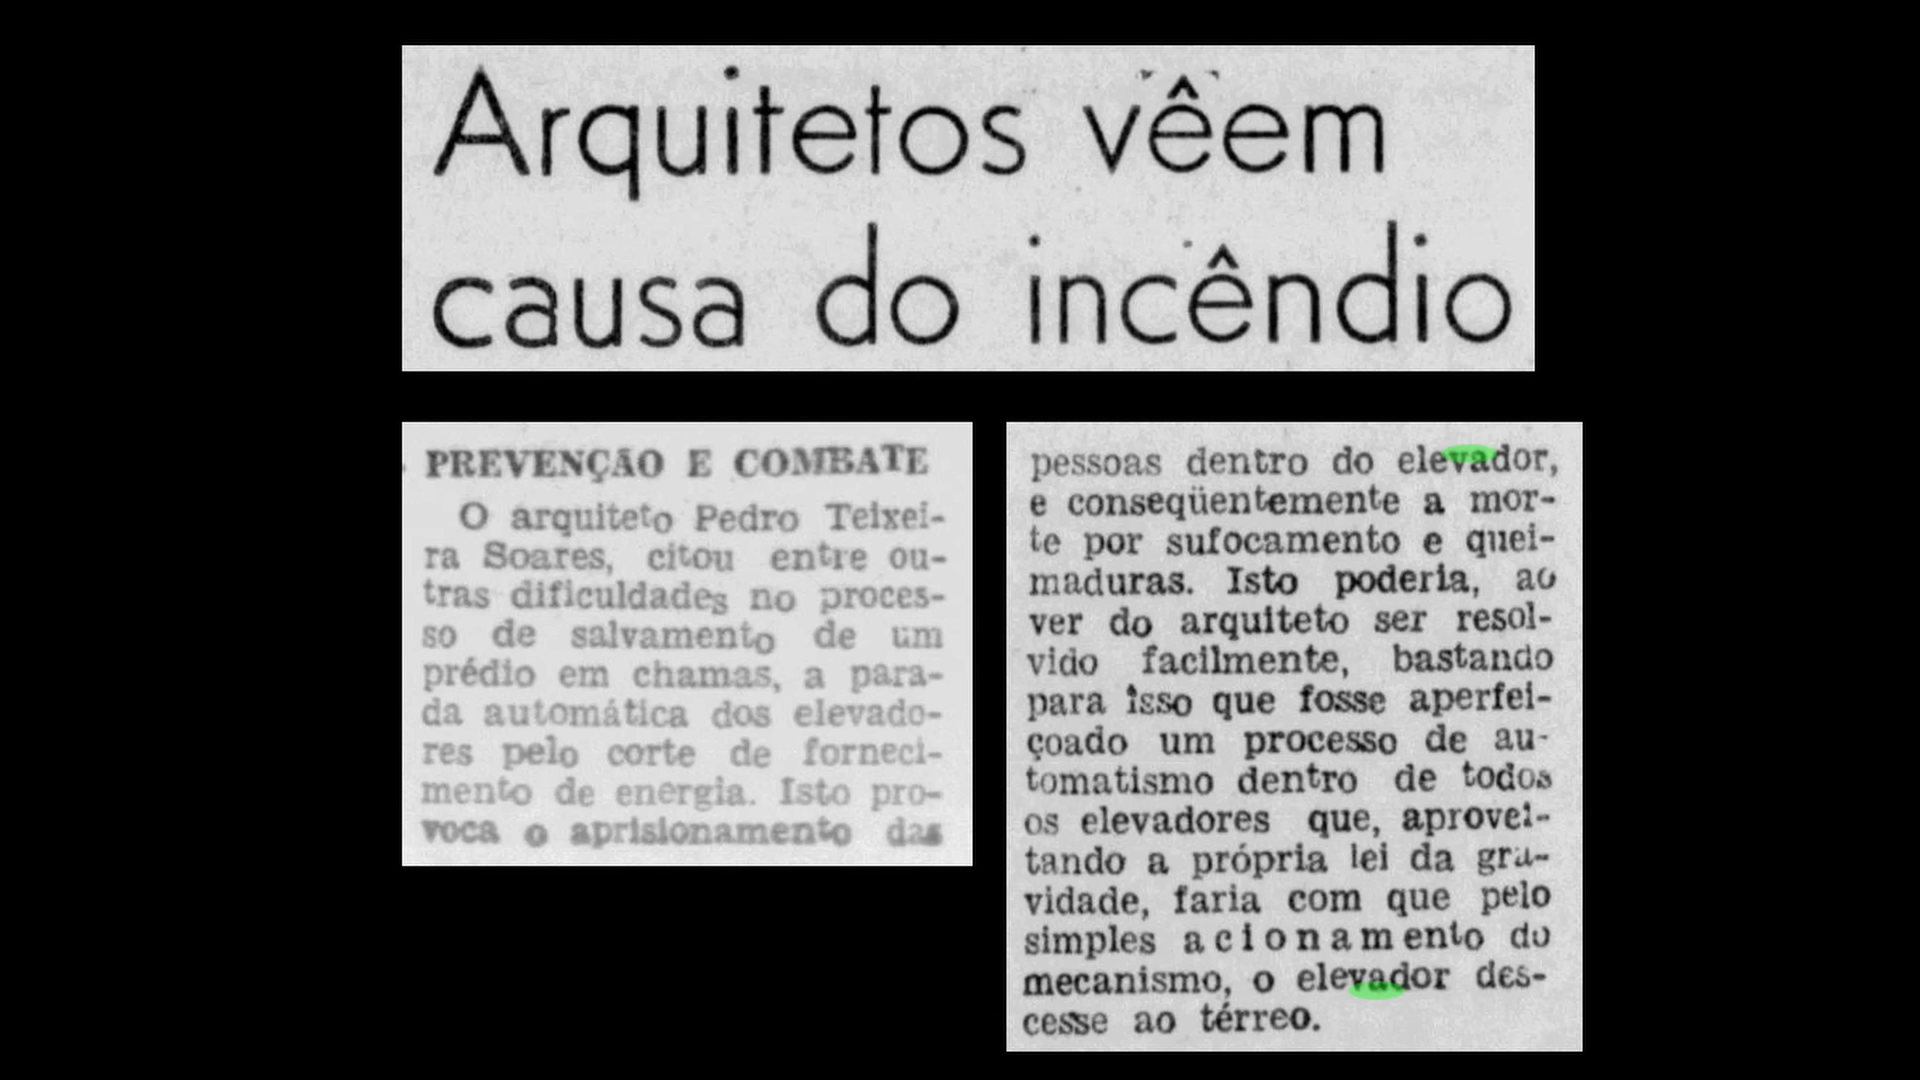 Arquitetos vêem
causa do incêndio
PREVENÇÃO E COMBATE
O arquiteto Pedro Teixei-
ra Soares, citou entre ou-
tras dificuldades no proces-
so de salvamento de um
prédio em chamas, a para-
da automática dos elevado-
res pelo corte de forneci-
mento de energia. Isto pro-
voca o aprisionamento das
pessoas dentro do elevador,
e conseqüentemente a mor-
te por sufocamento e quei-
maduras. Isto poderia, ao
ver do arquiteto ser resol-
vido facilmente, bastando
para isso que fosse aperfei-
çoado um processo de au-
tomatismo dentro de todos
os elevadores que, aprovei-
tando a própria lei da gra-
vidade, faria com que pelo
simples acionamento do
mecanismo, o elevador des-
cesse ao térreo.